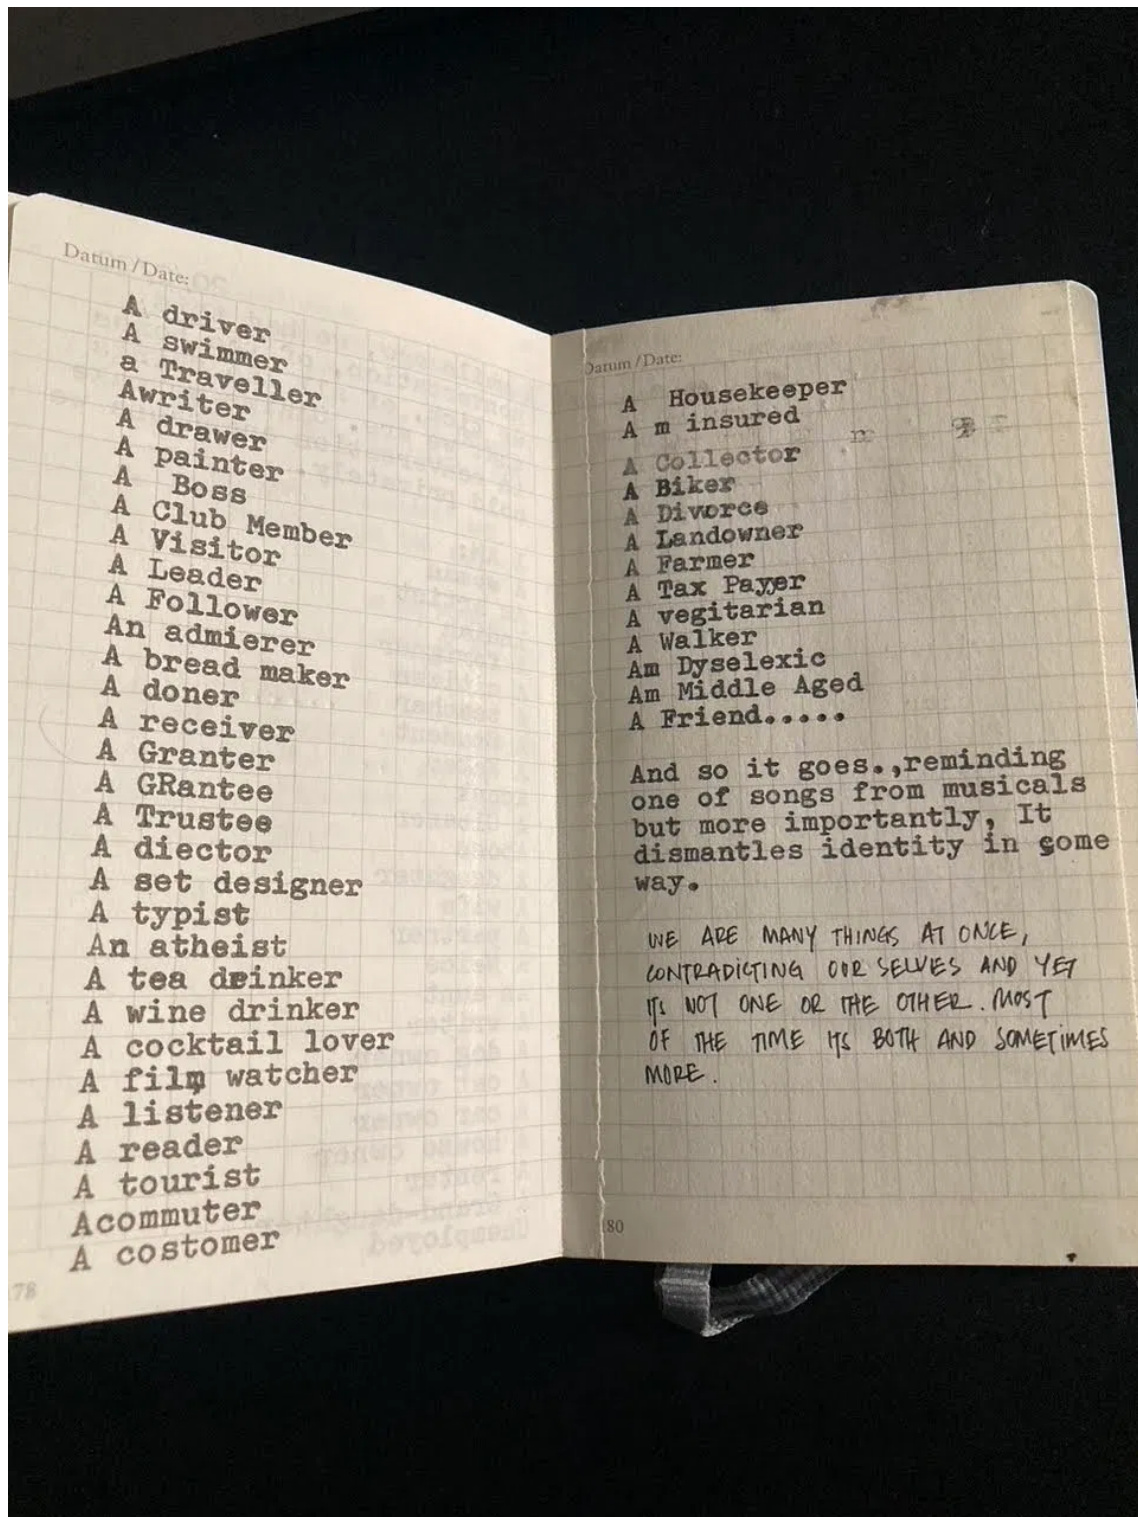 Datum / Date:
A driver
A swimmer
a Traveller
Awriter
A drawer
A painter
A Boss
A Club Member
A Visitor
A Leader
A Follower
An admierer
A bread maker
A doner
A receiver
A Granter
A GRantee
A Trustee
A diector
A set designer
A typist
An atheist
A tea drinker
A wine drinker
A cocktail lover
A film watcher
A listener
A reader
A tourist
Acommuter
A costomer
78
Datum / Date:
A Housekeeper
A m insured
A Collector
A Biker
A Divorce
A Landowner
A Farmer
A Tax Payer
A vegitarian
A Walker
Am Dyselexic
Am Middle Aged
A Friend.....
And so it goes.,reminding
one of songs from musicals
but more importantly, It
dismantles identity in some
way.
WE ARE MANY THINGS AT ONCE,
CONTRADICTING OURSELVES AND YET
ITS NOT ONE OR THE OTHER. MOST
OF THE TIME ITS BOTH AND SOMETIMES
MORE.
80